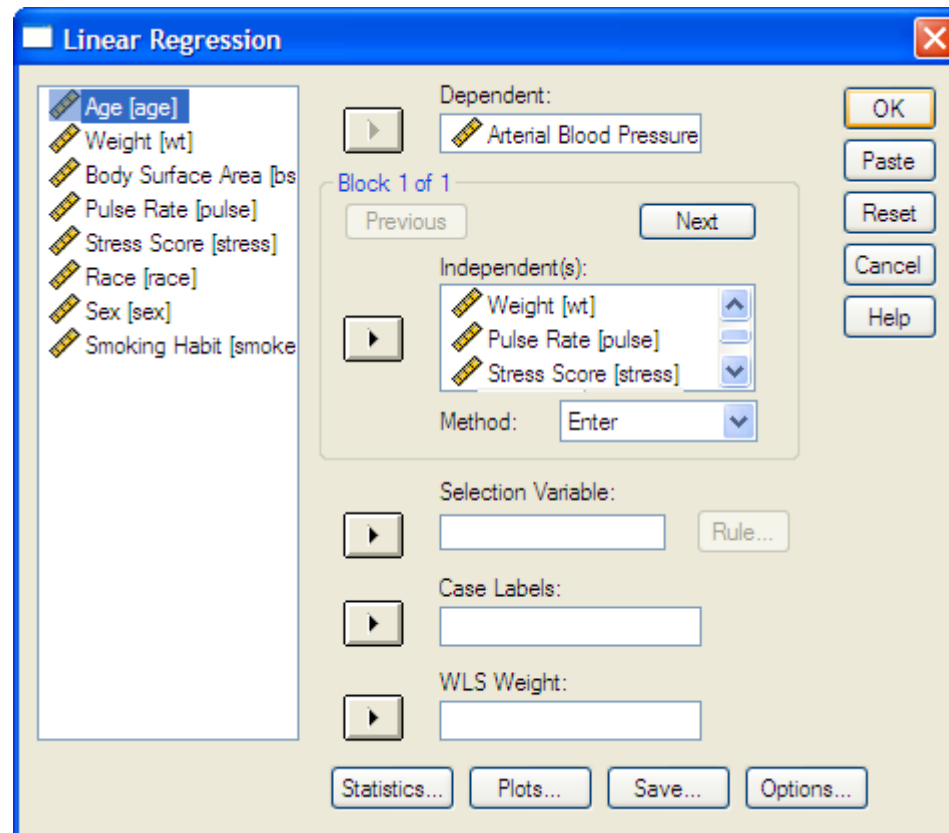 Linear Regression
Age [age]
Weight [wt]
Body Surface Area [bs
Pulse Rate [pulse]
Stress Score [stress]
Race [race]
Sex [sex]
Smoking Habit [smoke
Dependent:
Arterial Blood Pressure
Block 1 of 1
Previous
Next
Independent(s):
Weight [wt]
Pulse Rate [pulse]
Stress Score [stress]
Method:
Enter
Selection Variable:
Rule...
Case Labels:
WLS Weight:
Statistics...
Plots...
Save...
Options...
OK
Paste
Reset
Cancel
Help